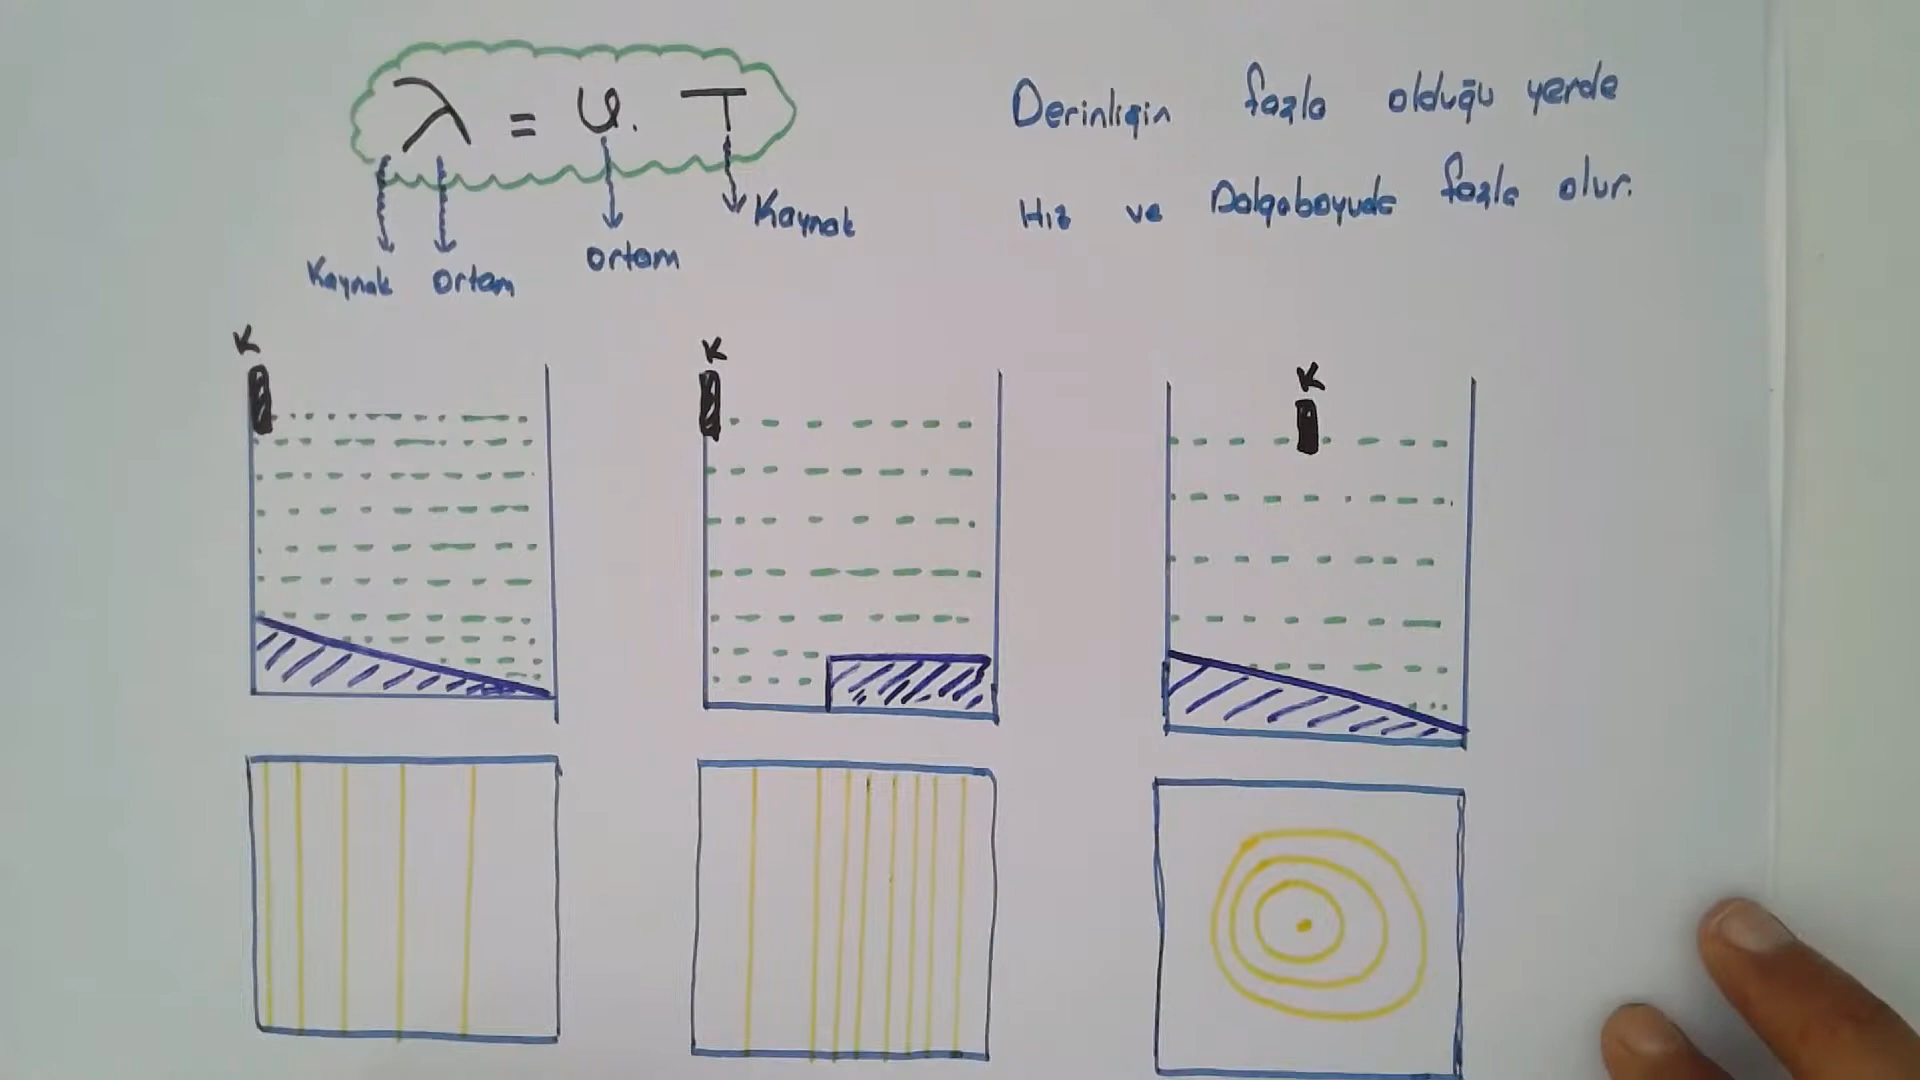 λ = ν. T
Kaynak Ortam Ortam Kaynak
Derinliğin fazla olduğu yerde
Hız ve Dalgaboyuda fazla olur.
K
K
K